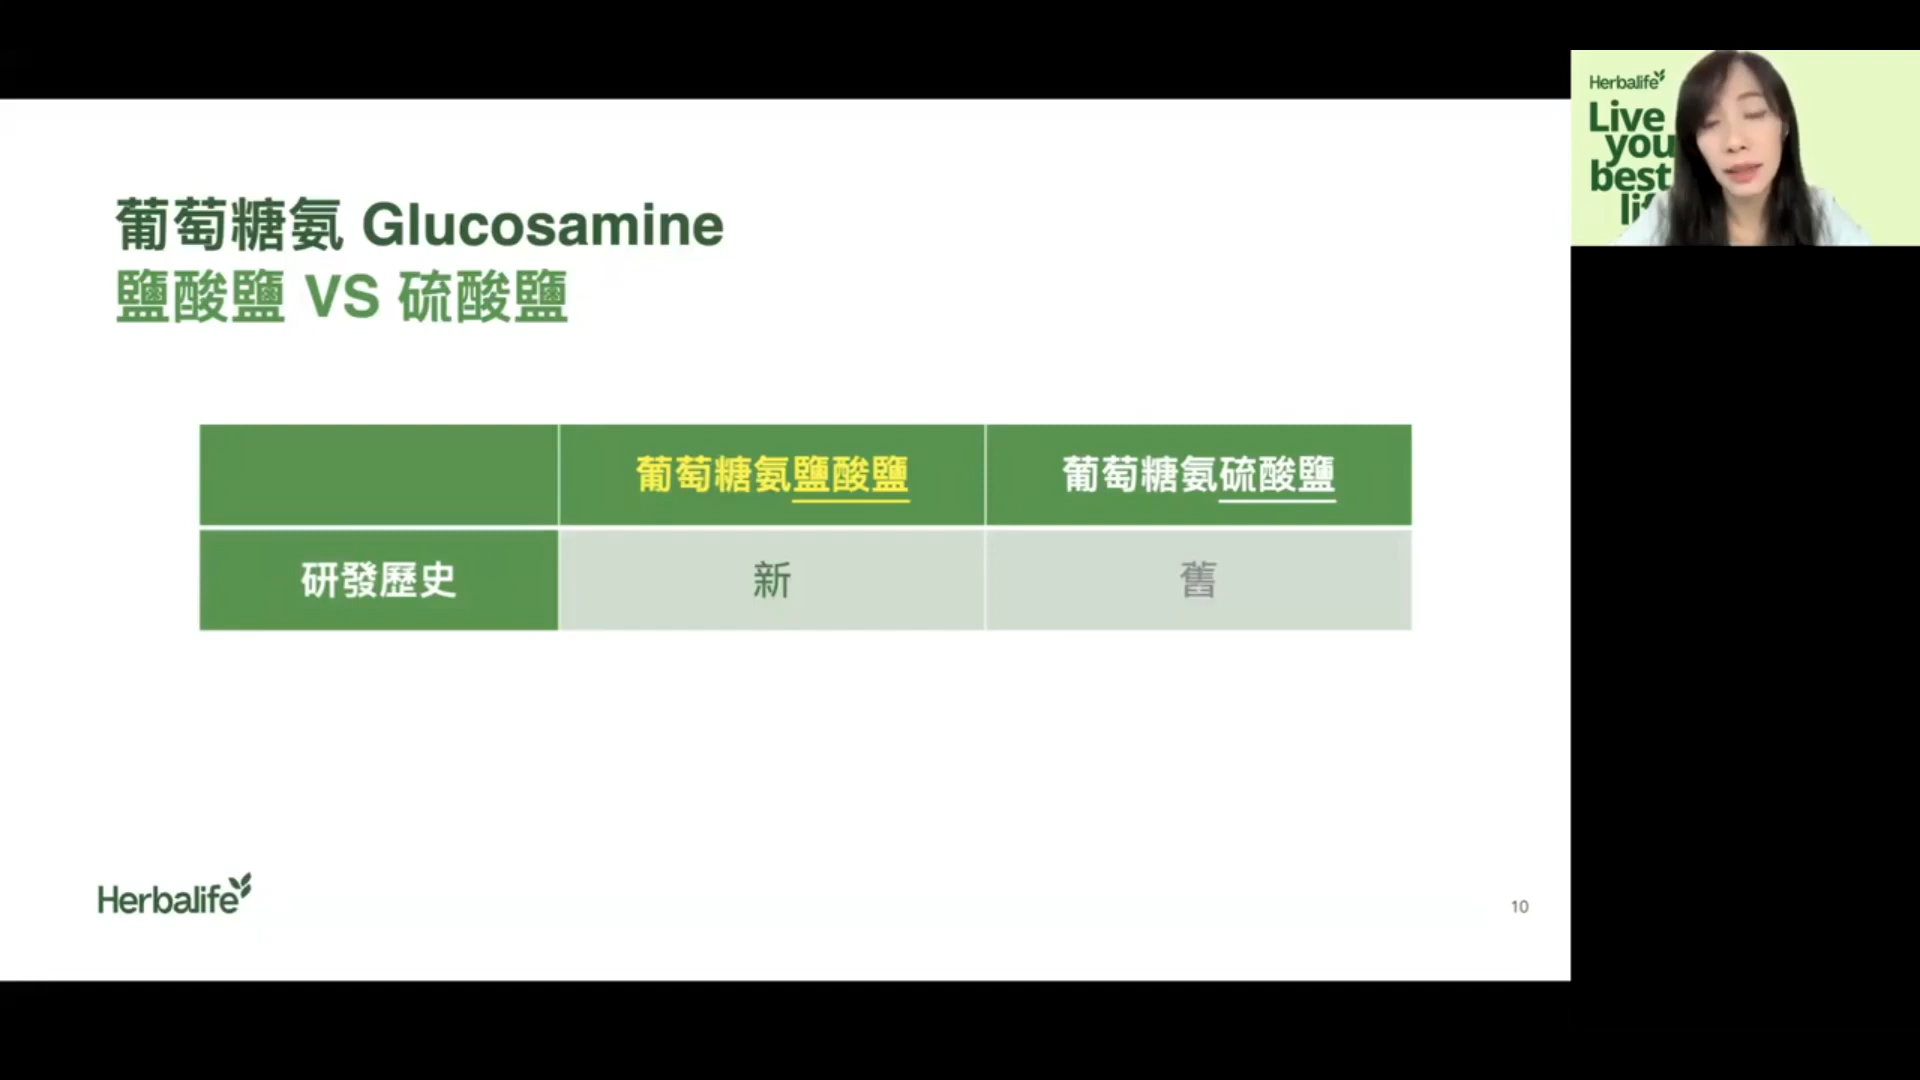 葡萄糖氨 Glucosamine
鹽酸鹽 VS 硫酸鹽
葡萄糖氨鹽酸鹽
葡萄糖氨硫酸鹽
研發歷史
新
舊
Herbalife
10
Herbalife
Live
you
best
li